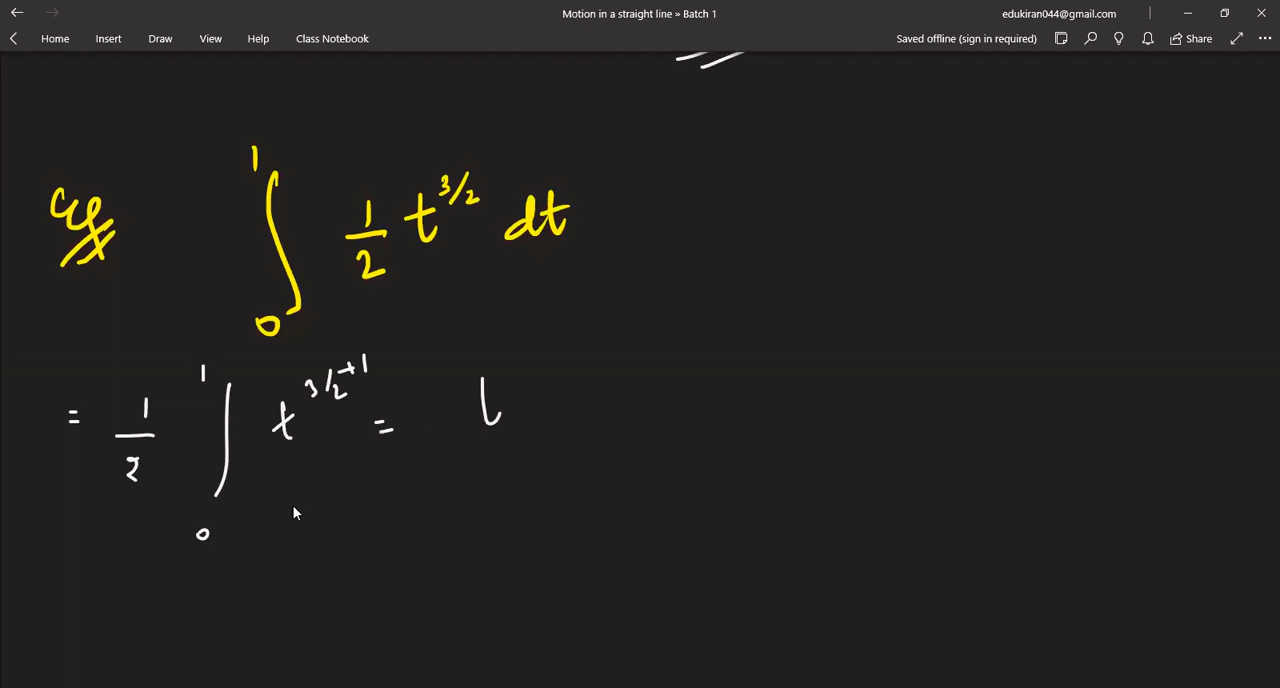 Motion in a straight line » Batch 1 edukiran044@gmail.com
Home Insert Draw View Help Class Notebook Saved offline (sign in required) Share
eg ∫₀¹ 1/2 t^3/2 dt
= 1/2 ∫₀¹ t^3/2+1 =